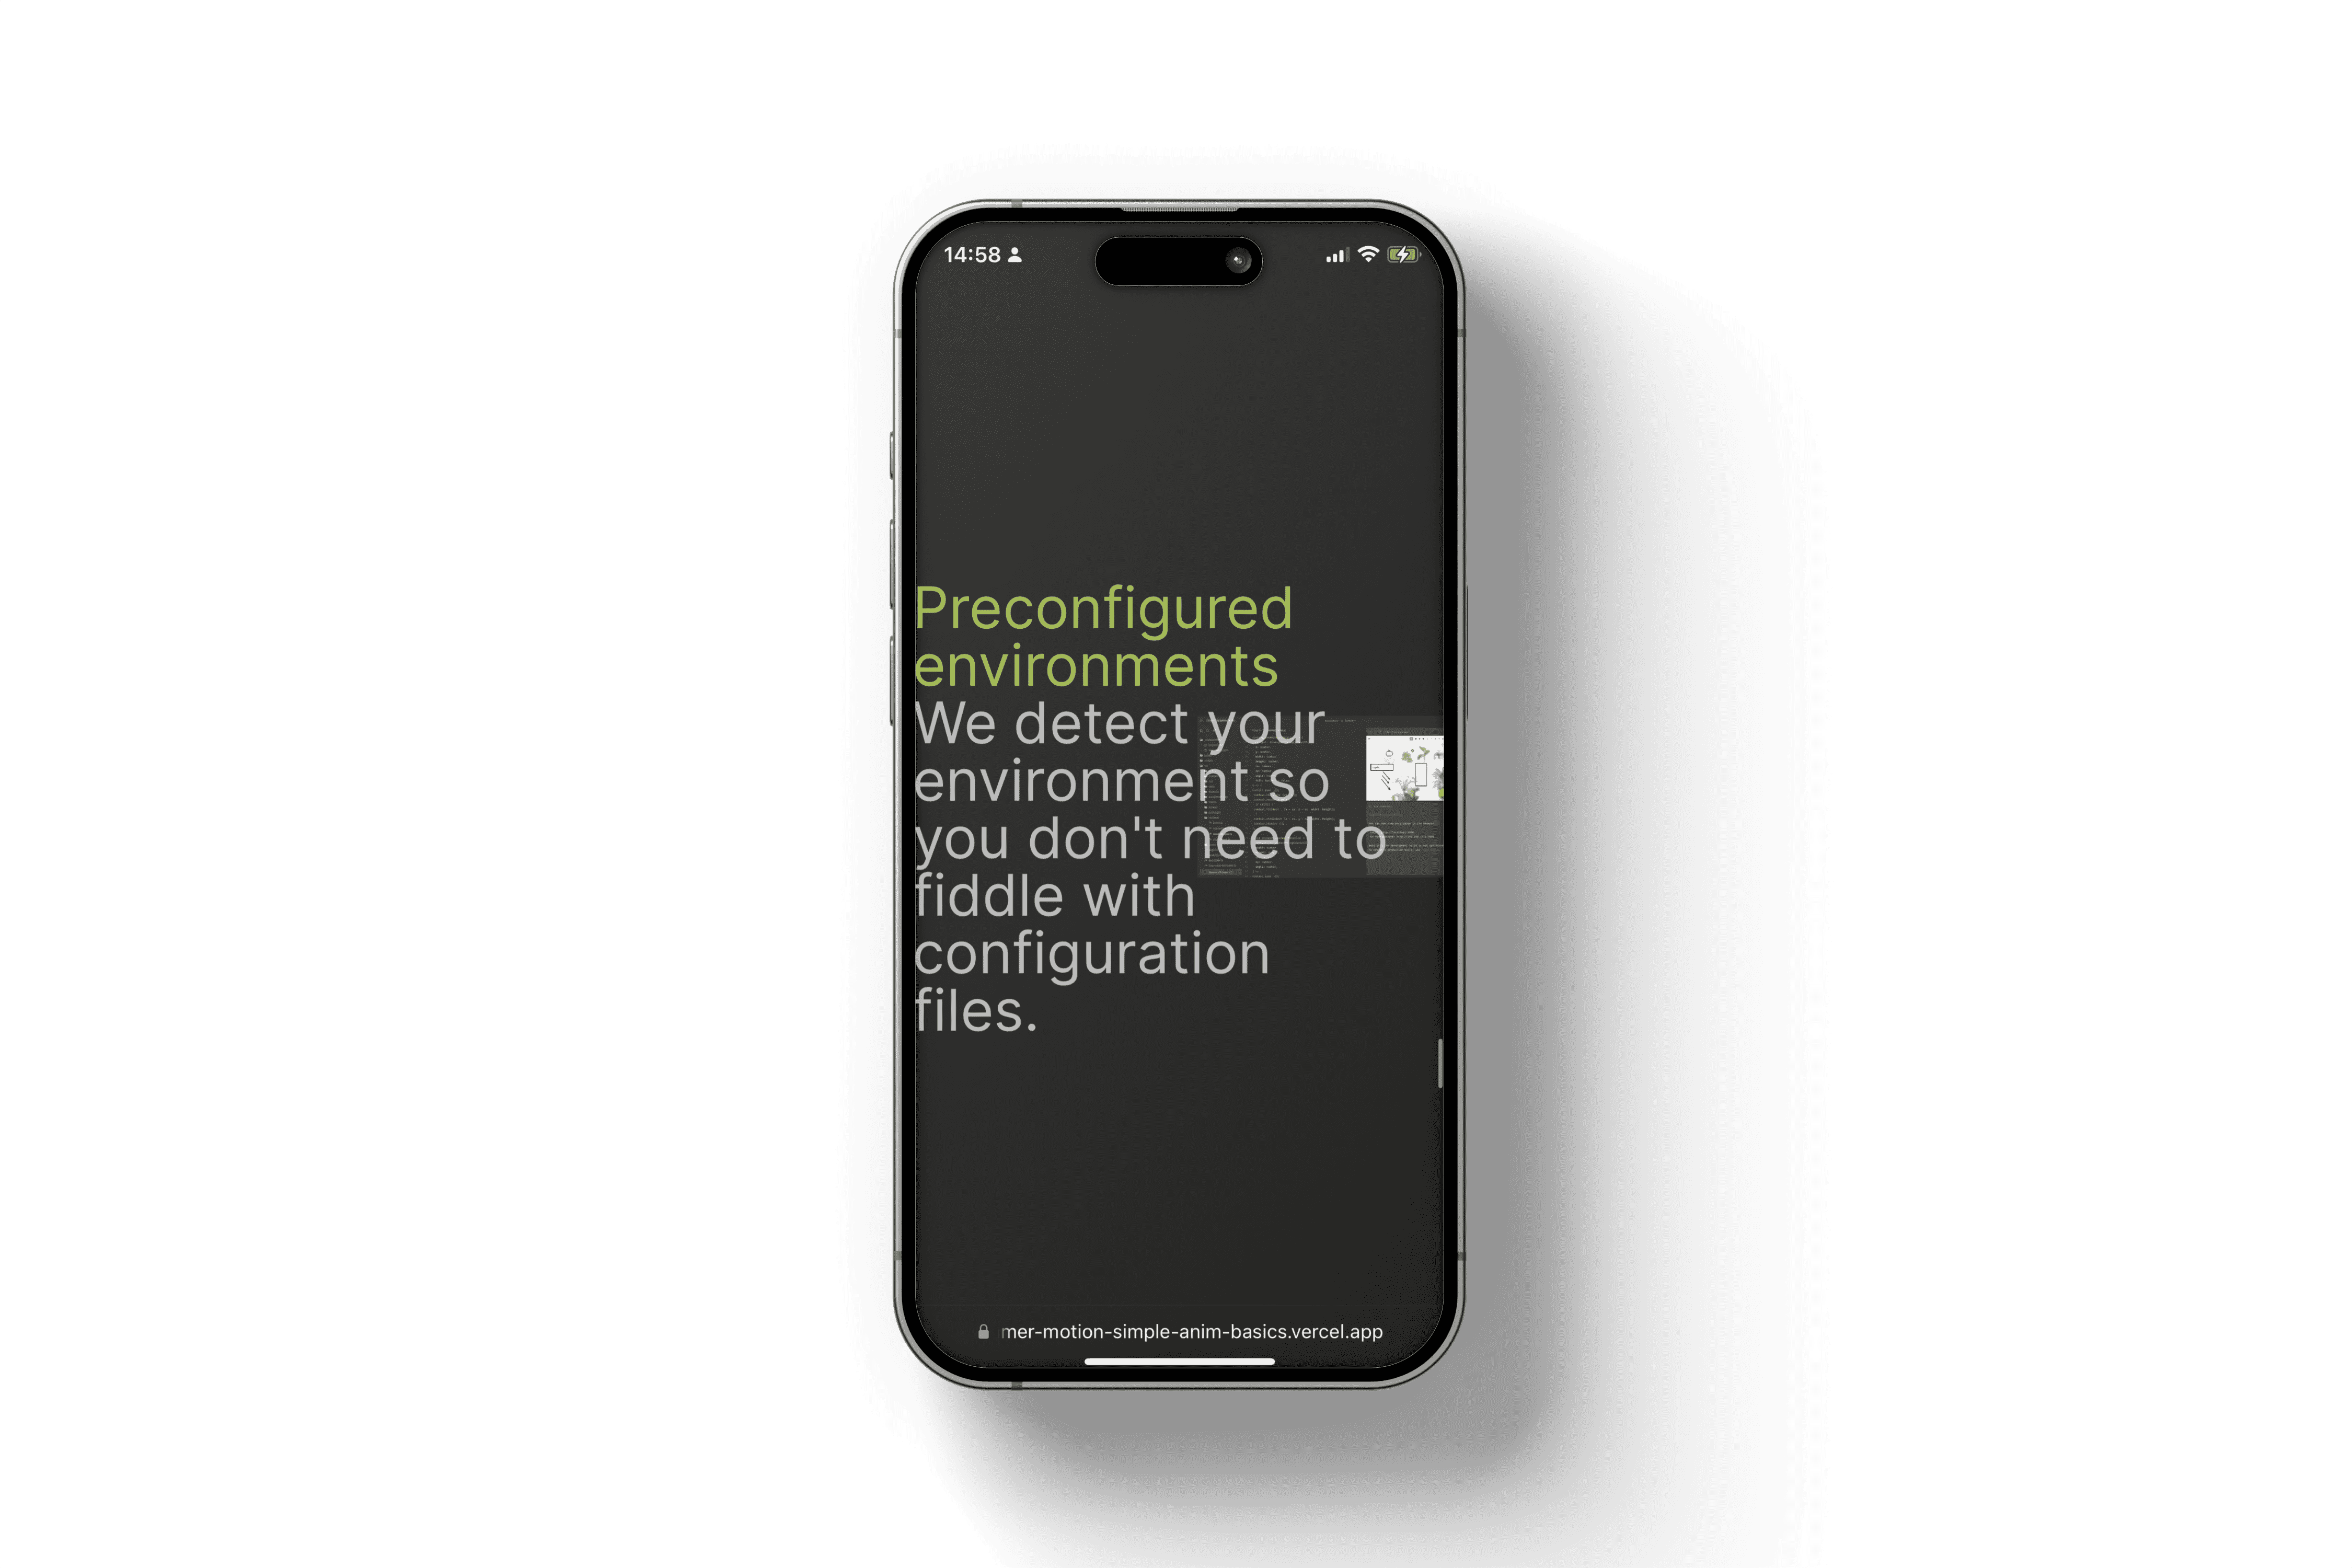 14:58
Preconfigured
environments
We detect your
environment so
you don't need to
fiddle with
configuration
files.
mer-motion-simple-anim-basics.vercel.app